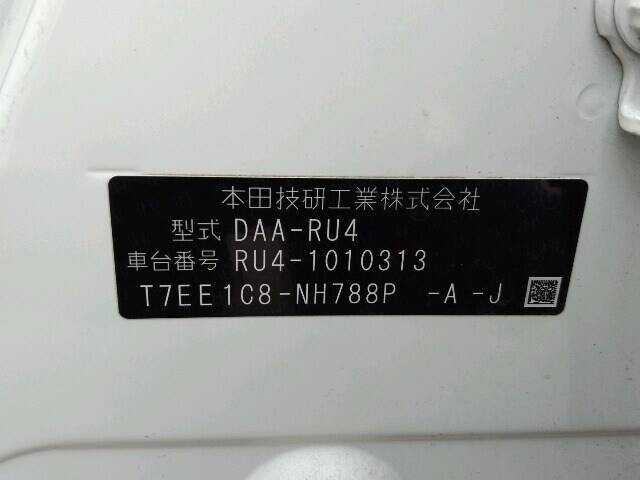 本田技研工業株式会社
型式 DAA-RU4
車台番号 RU4-1010313
T7EE1C8-NH788P -A -J